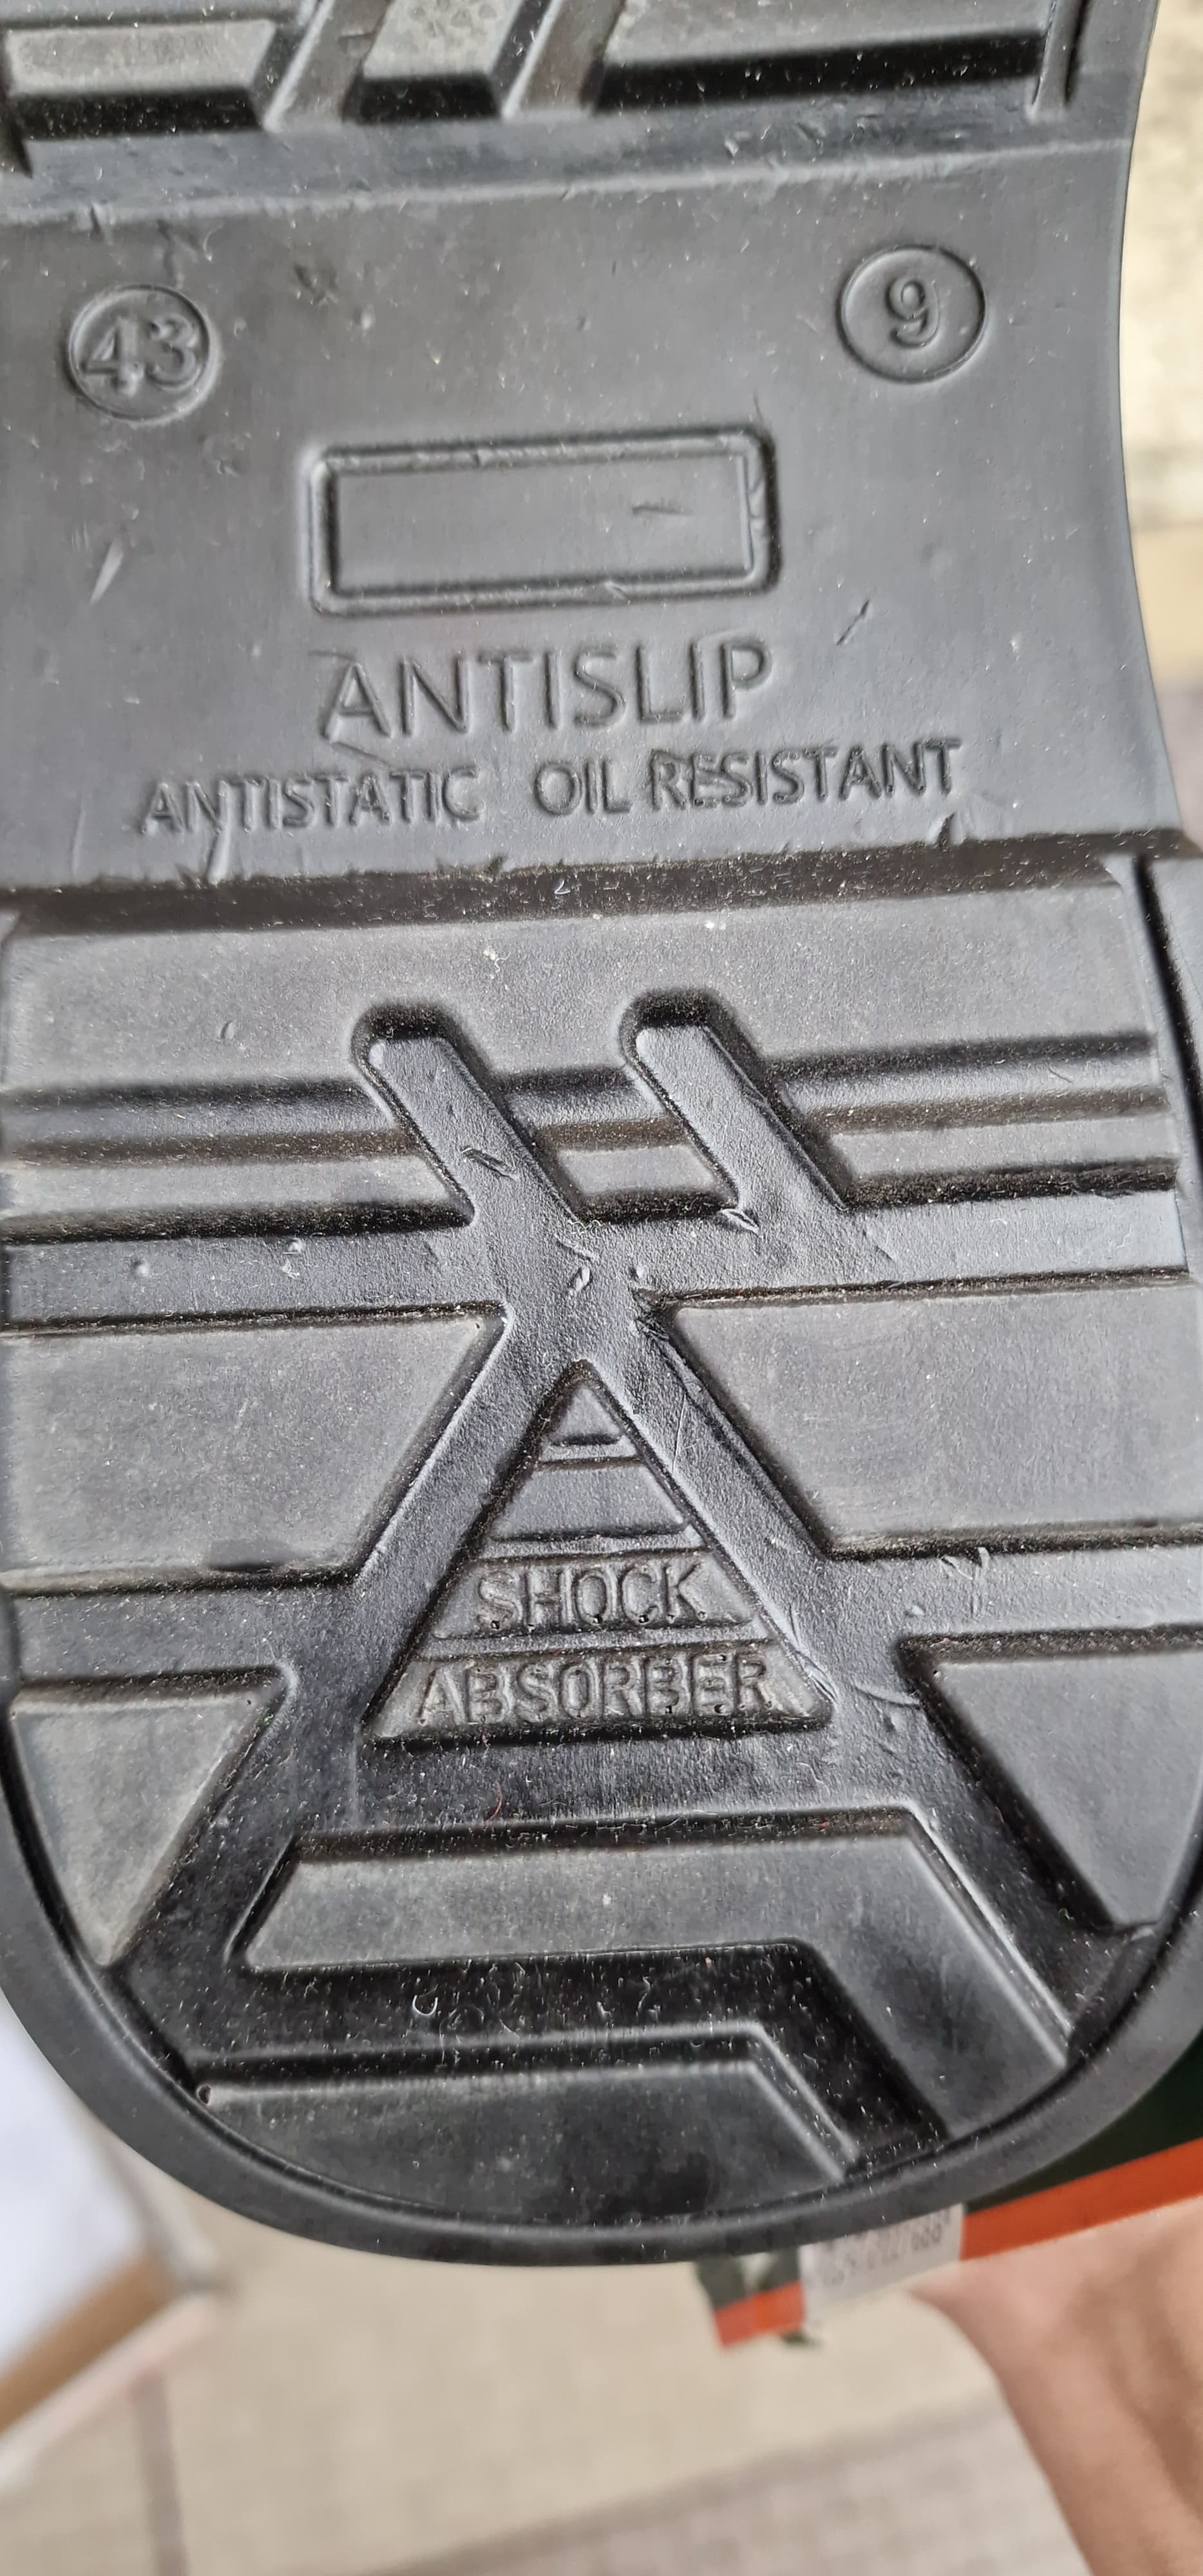 43 9
ANTISLIP
ANTISTATIC OIL RESISTANT
SHOCK
ABSORBER